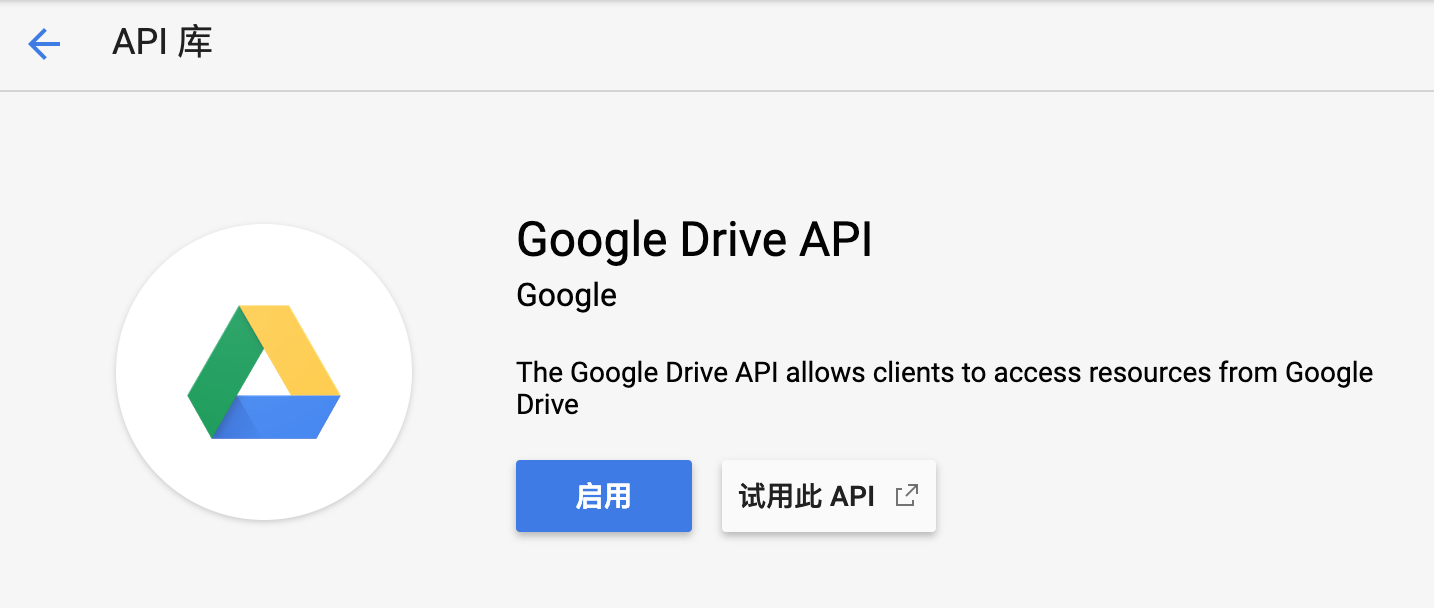 API 库
Google Drive API
Google
The Google Drive API allows clients to access resources from Google
Drive
启用
试用此 API